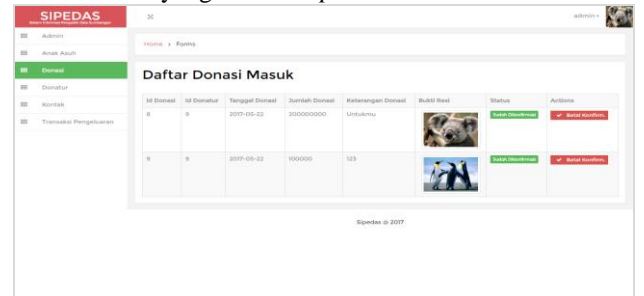 SIPEDAS
admin
Admin
Anak Asuh
Donasi
Donatur
Kontak
Transaksi Pengeluaran
Home > Forms
Daftar Donasi Masuk
Id Donasi Id Donatur Tanggal Donasi Jumlah Donasi Keterangan Donasi Bukti Resi Status Actions
8 9 2017-05-22 200000000 Untukmu Sudah Dikonfirmasi Batal Konfirm.
9 9 2017-05-22 100000 123 Sudah Dikonfirmasi Batal Konfirm.
Sipedas @ 2017